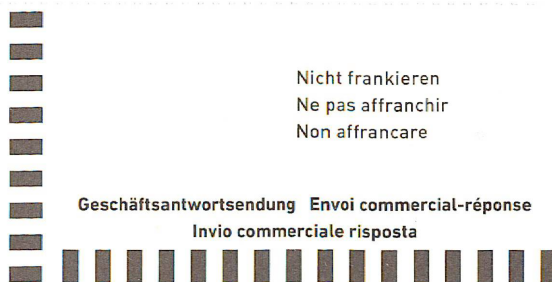 Nicht frankieren
Ne pas affranchir
Non affrancare
Geschäftsantwortsendung Envoi commercial-réponse
Invio commerciale risposta